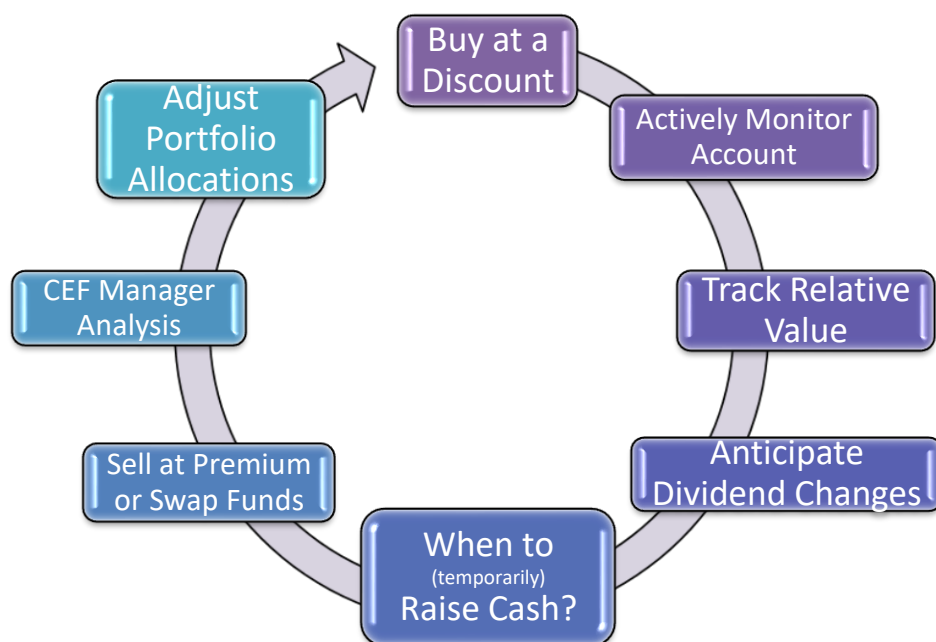 Buy at a
Discount
Actively Monitor
Account
Track Relative
Value
Anticipate
Dividend Changes
When to
(temporarily)
Raise Cash?
Sell at Premium
or Swap Funds
CEF Manager
Analysis
Adjust
Portfolio
Allocations